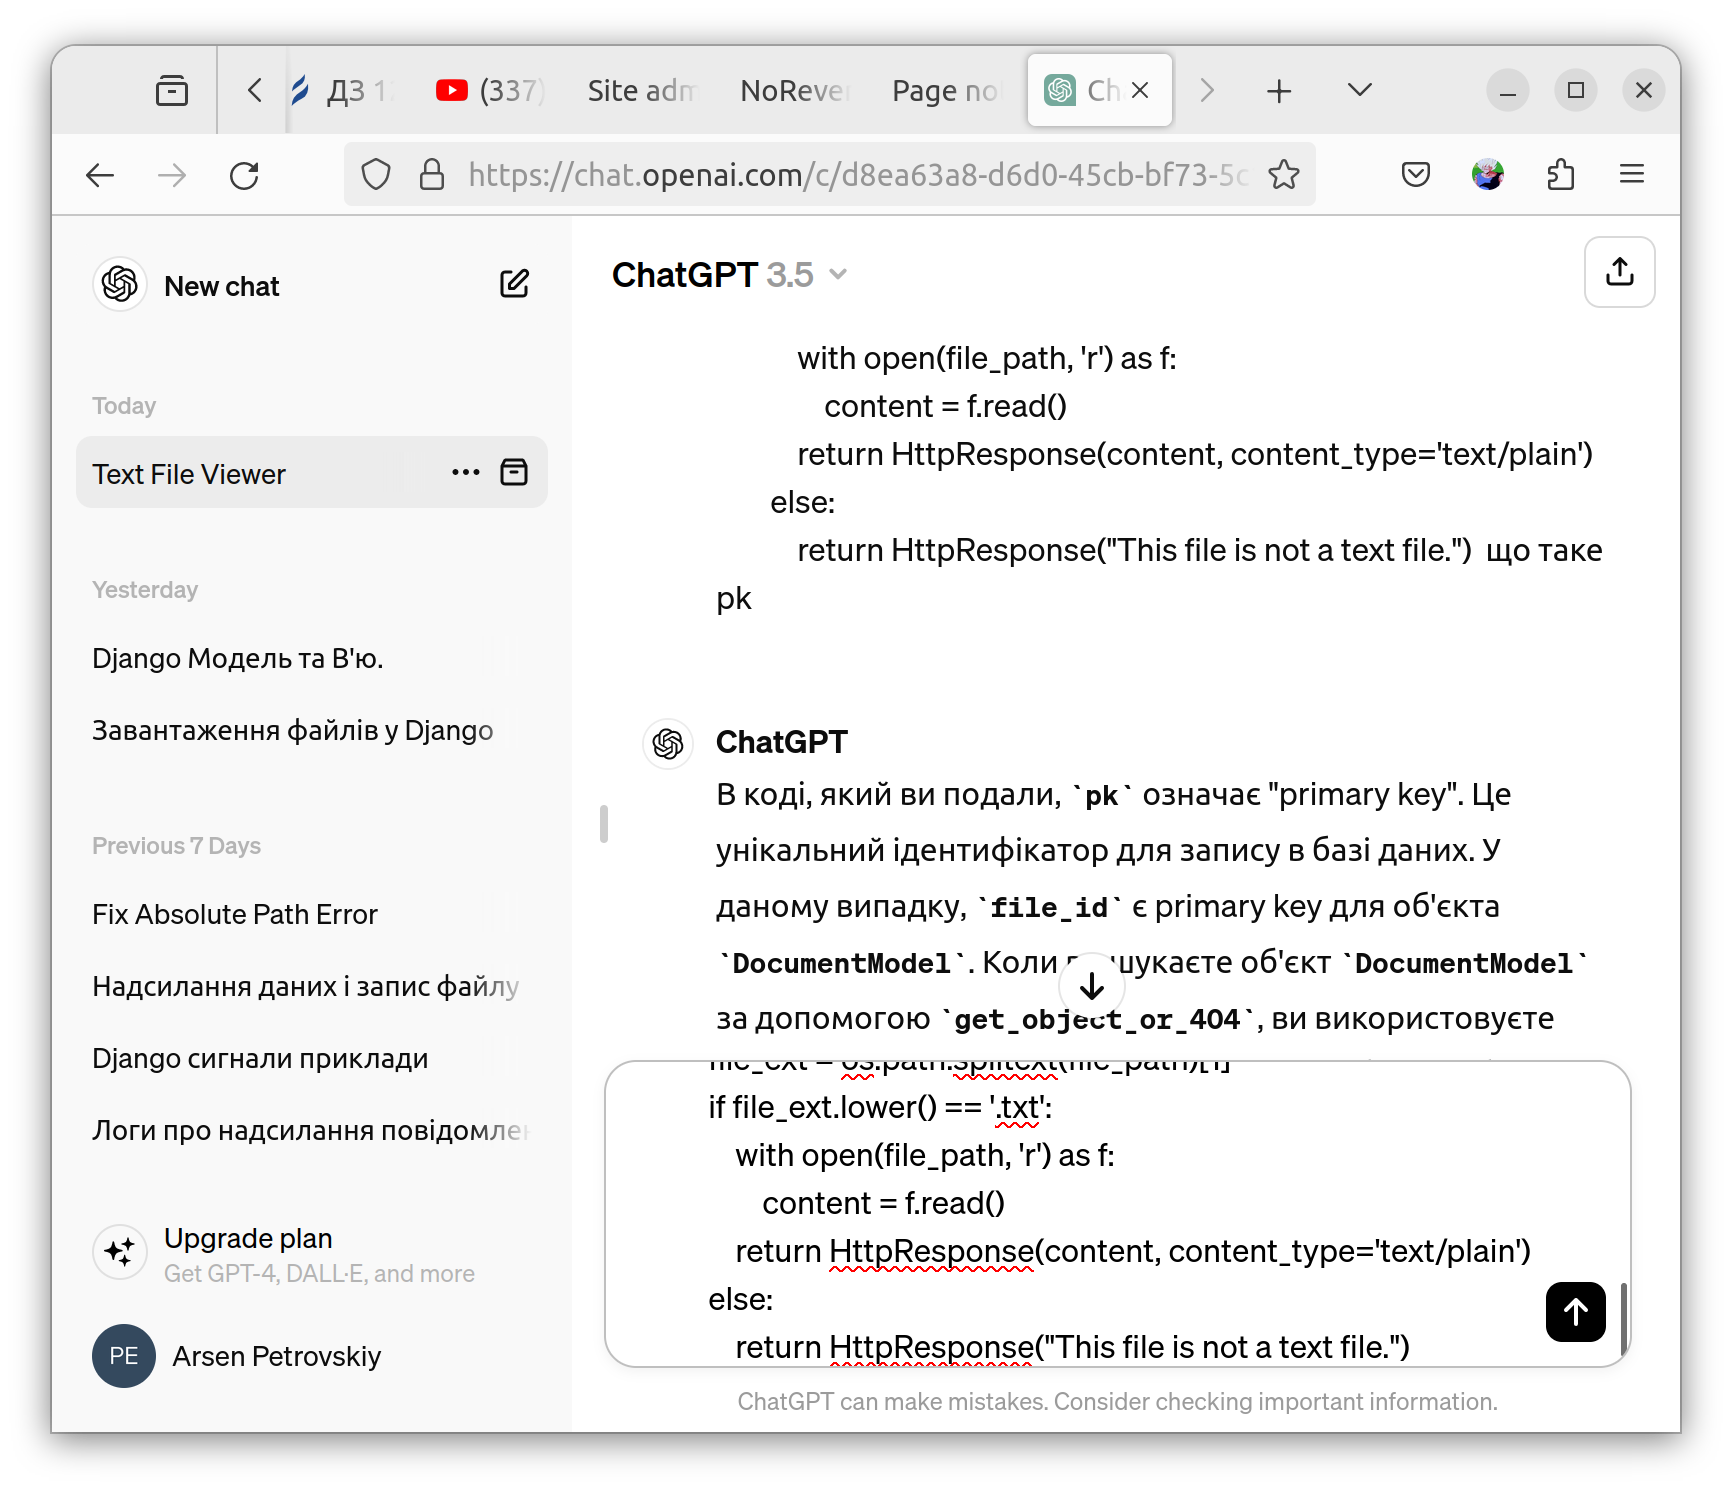 ДЗ 1
(337)
Site adm
NoRever
Page no
Ch
https://chat.openai.com/c/d8ea63a8-d6d0-45cb-bf73-5c
New chat
Today
Text File Viewer
Yesterday
Django Модель та В'ю.
Завантаження файлів у Django
Previous 7 Days
Fix Absolute Path Error
Надсилання даних і запис файлу
Django сигнали приклади
Логи про надсилання повідомлен
Upgrade plan
Get GPT-4, DALL·E, and more
PE
Arsen Petrovskiy
ChatGPT 3.5
with open(file_path, 'r') as f:
content = f.read()
return HttpResponse(content, content_type='text/plain')
else:
return HttpResponse("This file is not a text file.") що таке
pk
ChatGPT
В коді, який ви подали, `pk` означає "primary key". Це
унікальний ідентифікатор для запису в базі даних. У
даному випадку, `file_id` є primary key для об'єкта
`DocumentModel`. Коли шукаєте об'єкт `DocumentModel`
за допомогою `get_object_or_404`, ви використовуєте
file_ext = os.path.splitext(file_path)[1]
if file_ext.lower() == '.txt':
with open(file_path, 'r') as f:
content = f.read()
return HttpResponse(content, content_type='text/plain')
else:
return HttpResponse("This file is not a text file.")
ChatGPT can make mistakes. Consider checking important information.